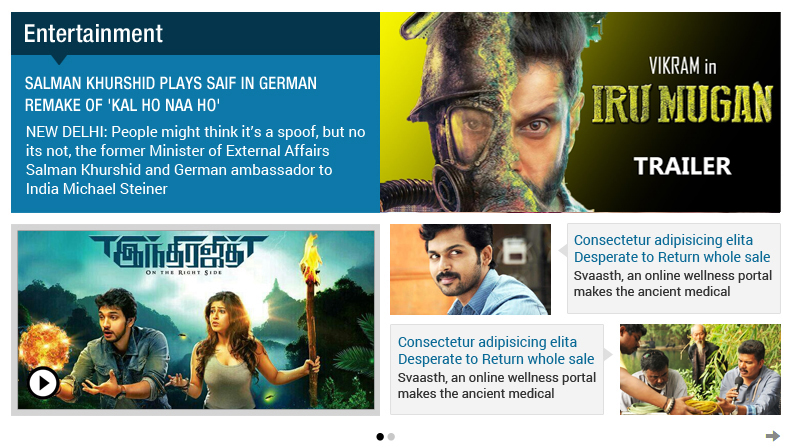 Entertainment
SALMAN KHURSHID PLAYS SAIF IN GERMAN
REMAKE OF 'KAL HO NAA HO'
NEW DELHI: People might think it's a spoof, but no
its not, the former Minister of External Affairs
Salman Khurshid and German ambassador to
India Michael Steiner
VIKRAM in
IRU MUGAN
TRAILER
இந்திரஜித்
ON THE RIGHT SIDE
Consectetur adipisicing elita
Desperate to Return whole sale
Svaasth, an online wellness portal
makes the ancient medical
Consectetur adipisicing elita
Desperate to Return whole sale
Svaasth, an online wellness portal
makes the ancient medical